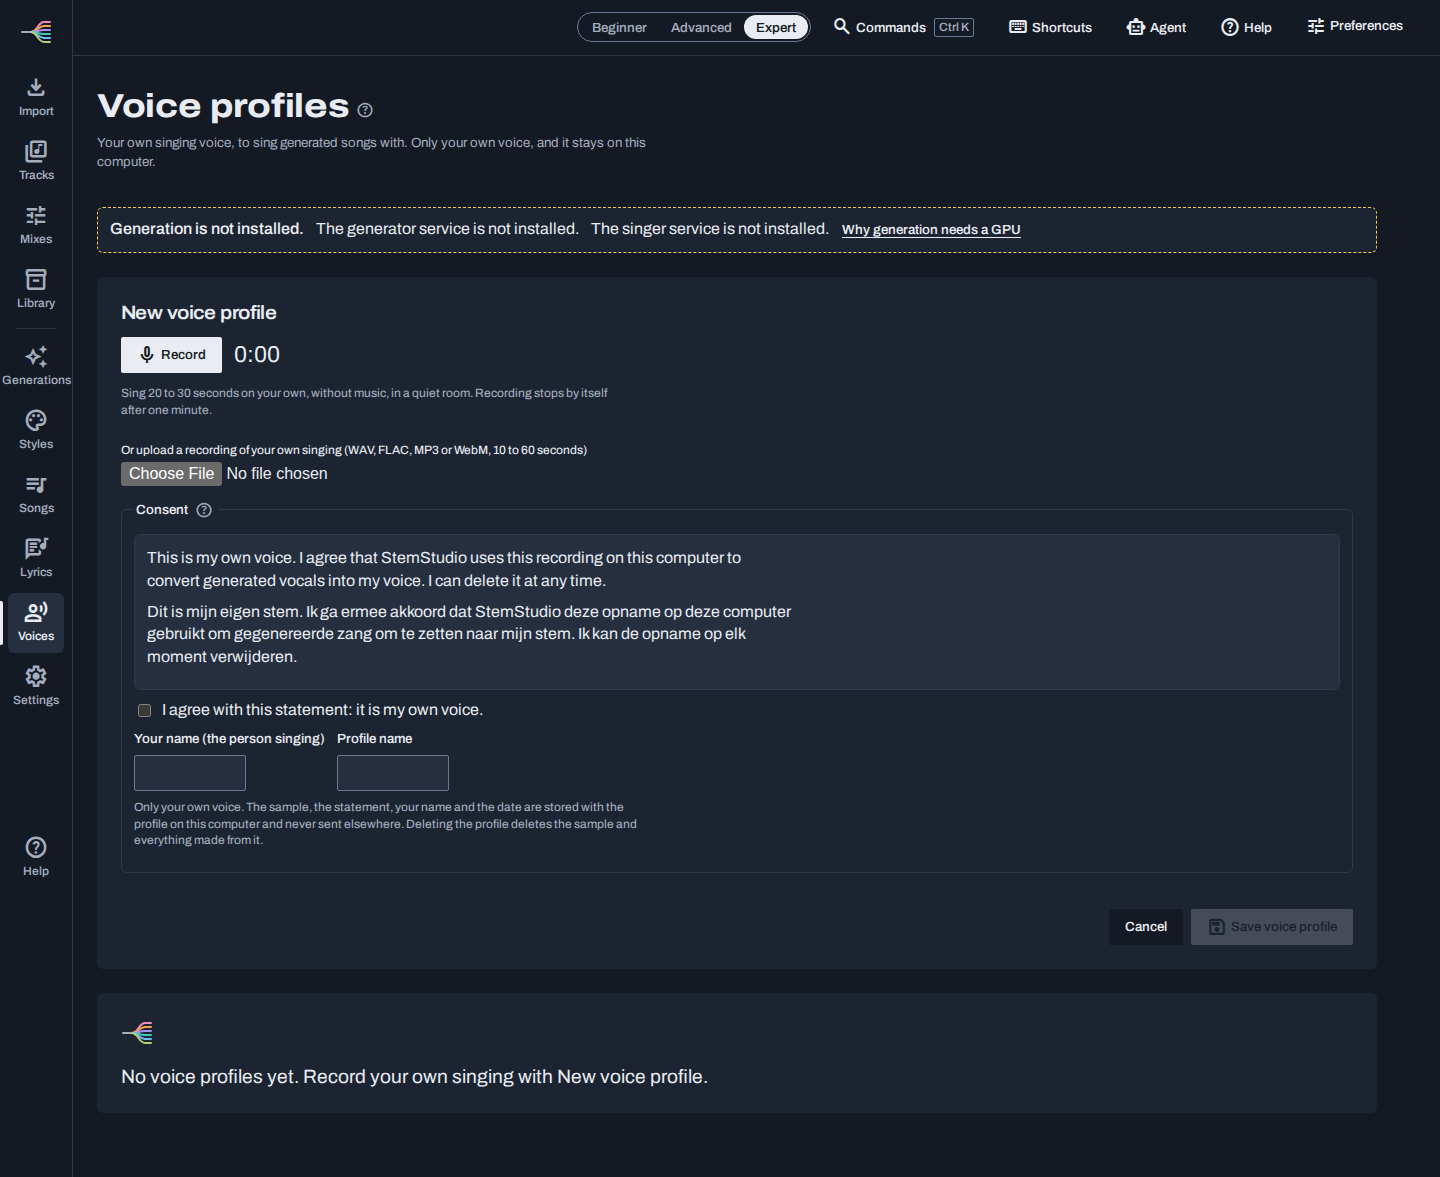 Beginner Advanced Expert Commands Ctrl K Shortcuts Agent Help Preferences
Import
Tracks
Mixes
Library
Generations
Styles
Songs
Lyrics
Voices
Settings
Help
Voice profiles
Your own singing voice, to sing generated songs with. Only your own voice, and it stays on this
computer.
Generation is not installed. The generator service is not installed. The singer service is not installed. Why generation needs a GPU
New voice profile
Record 0:00
Sing 20 to 30 seconds on your own, without music, in a quiet room. Recording stops by itself
after one minute.
Or upload a recording of your own singing (WAV, FLAC, MP3 or WebM, 10 to 60 seconds)
Choose File No file chosen
Consent
This is my own voice. I agree that StemStudio uses this recording on this computer to
convert generated vocals into my voice. I can delete it at any time.
Dit is mijn eigen stem. Ik ga ermee akkoord dat StemStudio deze opname op deze computer
gebruikt om gegenereerde zang om te zetten naar mijn stem. Ik kan de opname op elk
moment verwijderen.
I agree with this statement: it is my own voice.
Your name (the person singing) Profile name
Only your own voice. The sample, the statement, your name and the date are stored with the
profile on this computer and never sent elsewhere. Deleting the profile deletes the sample and
everything made from it.
Cancel Save voice profile
No voice profiles yet. Record your own singing with New voice profile.